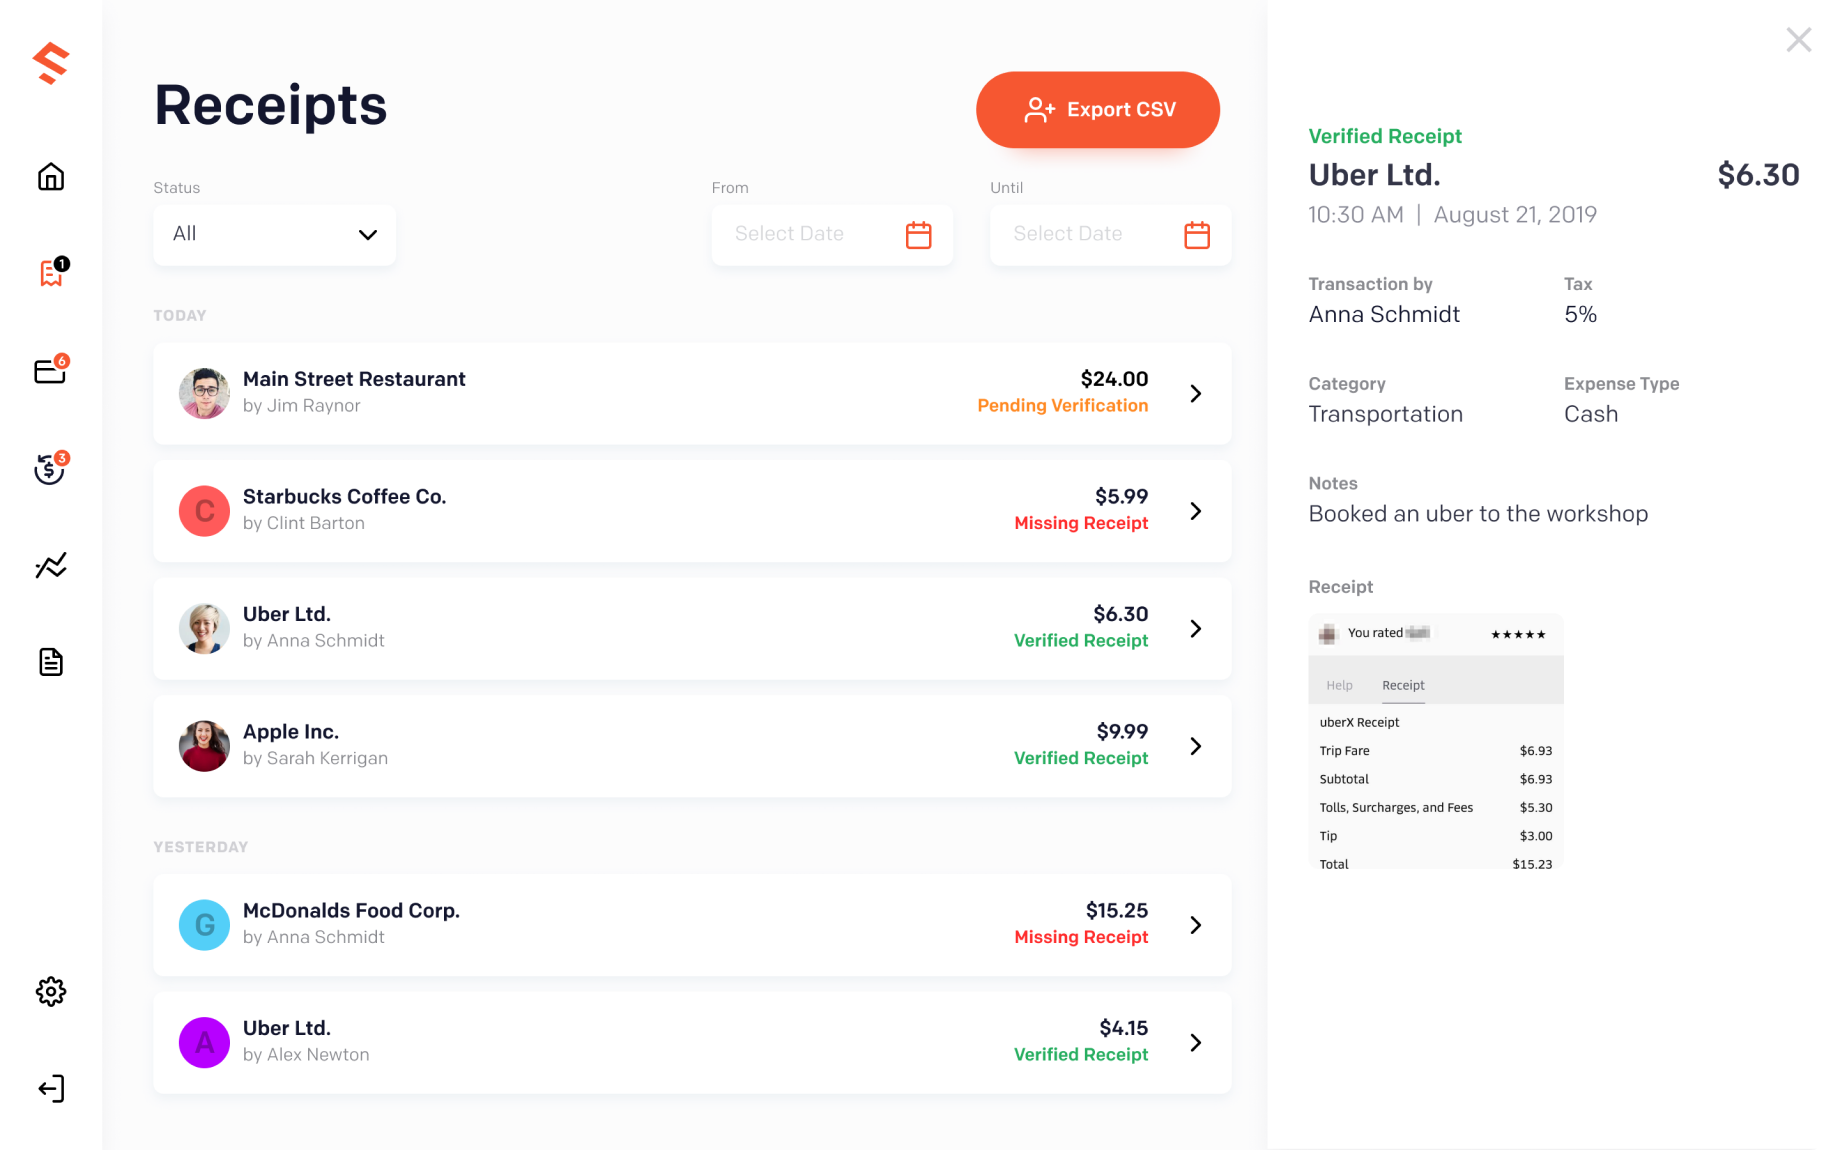 Receipts
Export CSV
Status
All
From
Select Date
Until
Select Date
1
6
3
TODAY
Main Street Restaurant
by Jim Raynor
$24.00
Pending Verification
C
Starbucks Coffee Co.
by Clint Barton
$5.99
Missing Receipt
Uber Ltd.
by Anna Schmidt
$6.30
Verified Receipt
Apple Inc.
by Sarah Kerrigan
$9.99
Verified Receipt
YESTERDAY
G
McDonalds Food Corp.
by Anna Schmidt
$15.25
Missing Receipt
A
Uber Ltd.
by Alex Newton
$4.15
Verified Receipt
Verified Receipt
Uber Ltd. $6.30
10:30 AM | August 21, 2019
Transaction by
Anna Schmidt
Tax
5%
Category
Transportation
Expense Type
Cash
Notes
Booked an uber to the workshop
Receipt
You rated ★★★★★
Help Receipt
uberX Receipt
Trip Fare $6.93
Subtotal $6.93
Tolls, Surcharges, and Fees $5.30
Tip $3.00
Total $15.23